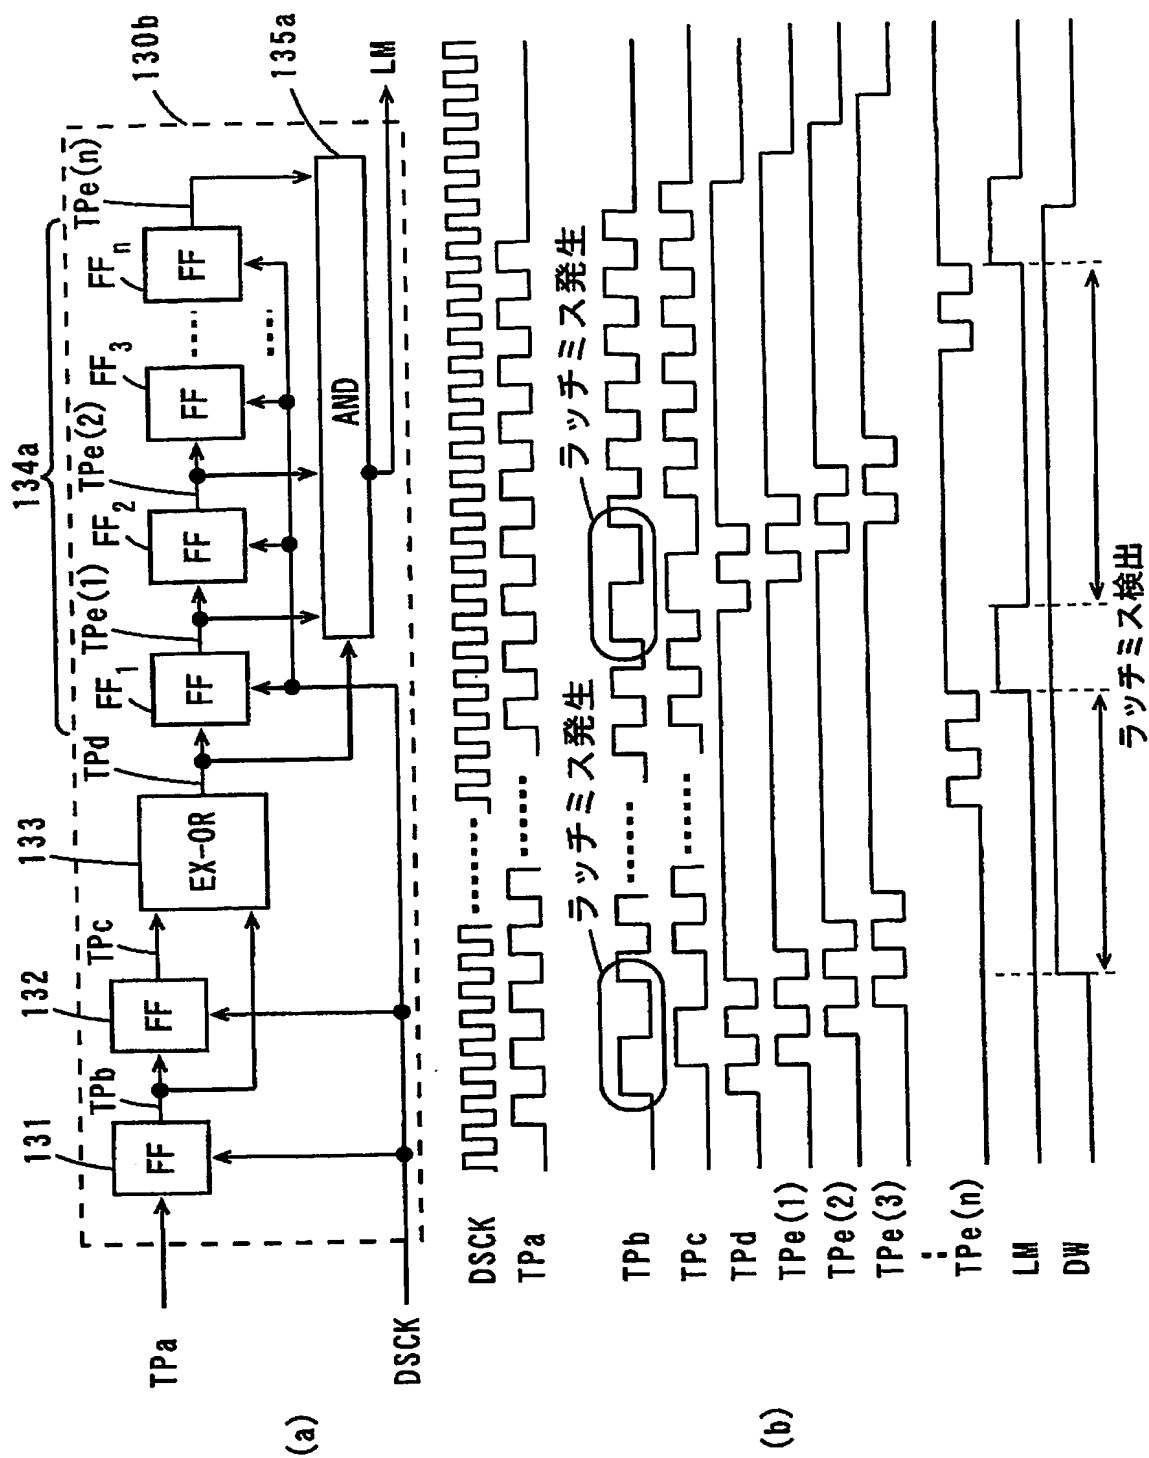 (a)
130b
135a
134a
131
TPb
132
TPc
133
TPd
FF1
TPe(1)
FF2
TPe(2)
FF3
FFn
TPe(n)
TPa
FF
FF
EX-OR
FF
FF
FF
......
FF
......
AND
LM
DSCK
(b)
DSCK
......
TPa
......
ラッチミス発生
ラッチミス発生
TPb
......
TPc
......
TPd
TPe(1)
TPe(2)
TPe(3)
:
TPe(n)
LM
DW
ラッチミス検出